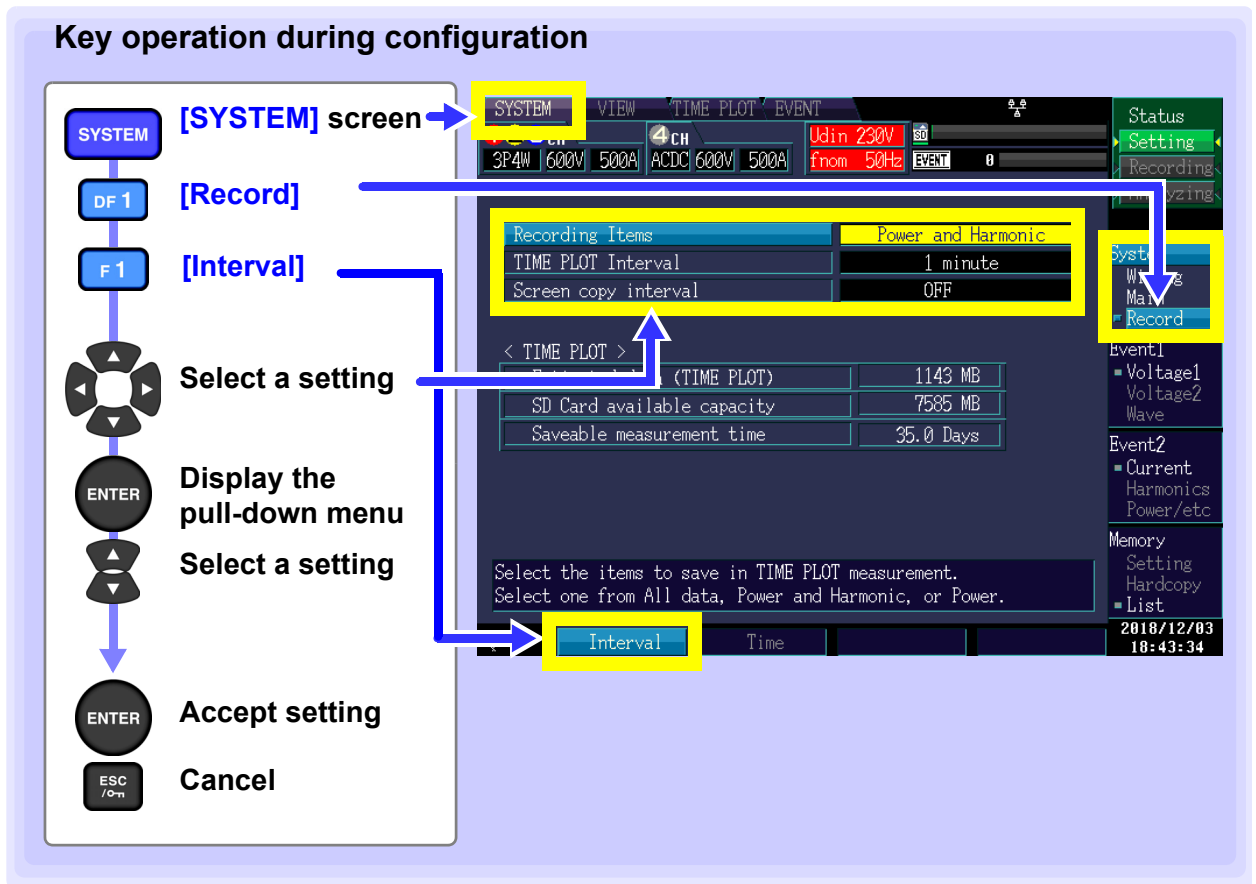 Key operation during configuration
SYSTEM
[SYSTEM] screen
DF 1
[Record]
F 1
[Interval]
Select a setting
ENTER
Display the
pull-down menu
Select a setting
ENTER
Accept setting
ESC
Cancel
SYSTEM VIEW TIME PLOT EVENT
CH 4 CH Udin 230V SD
3P4W 600V 500A ACDC 600V 500A fnom 50Hz EVENT 0
Status
Setting
Recording
Recording Items Power and Harmonic
TIME PLOT Interval 1 minute
Screen copy interval OFF
< TIME PLOT >
(TIME PLOT) 1143 MB
SD Card available capacity 7585 MB
Saveable measurement time 35.0 Days
Select the items to save in TIME PLOT measurement.
Select one from All data, Power and Harmonic, or Power.
Interval Time
Record
Event1
Voltage1
Voltage2
Wave
Event2
Current
Harmonics
Power/etc
Memory
Setting
Hardcopy
List
2018/12/03
18:43:34